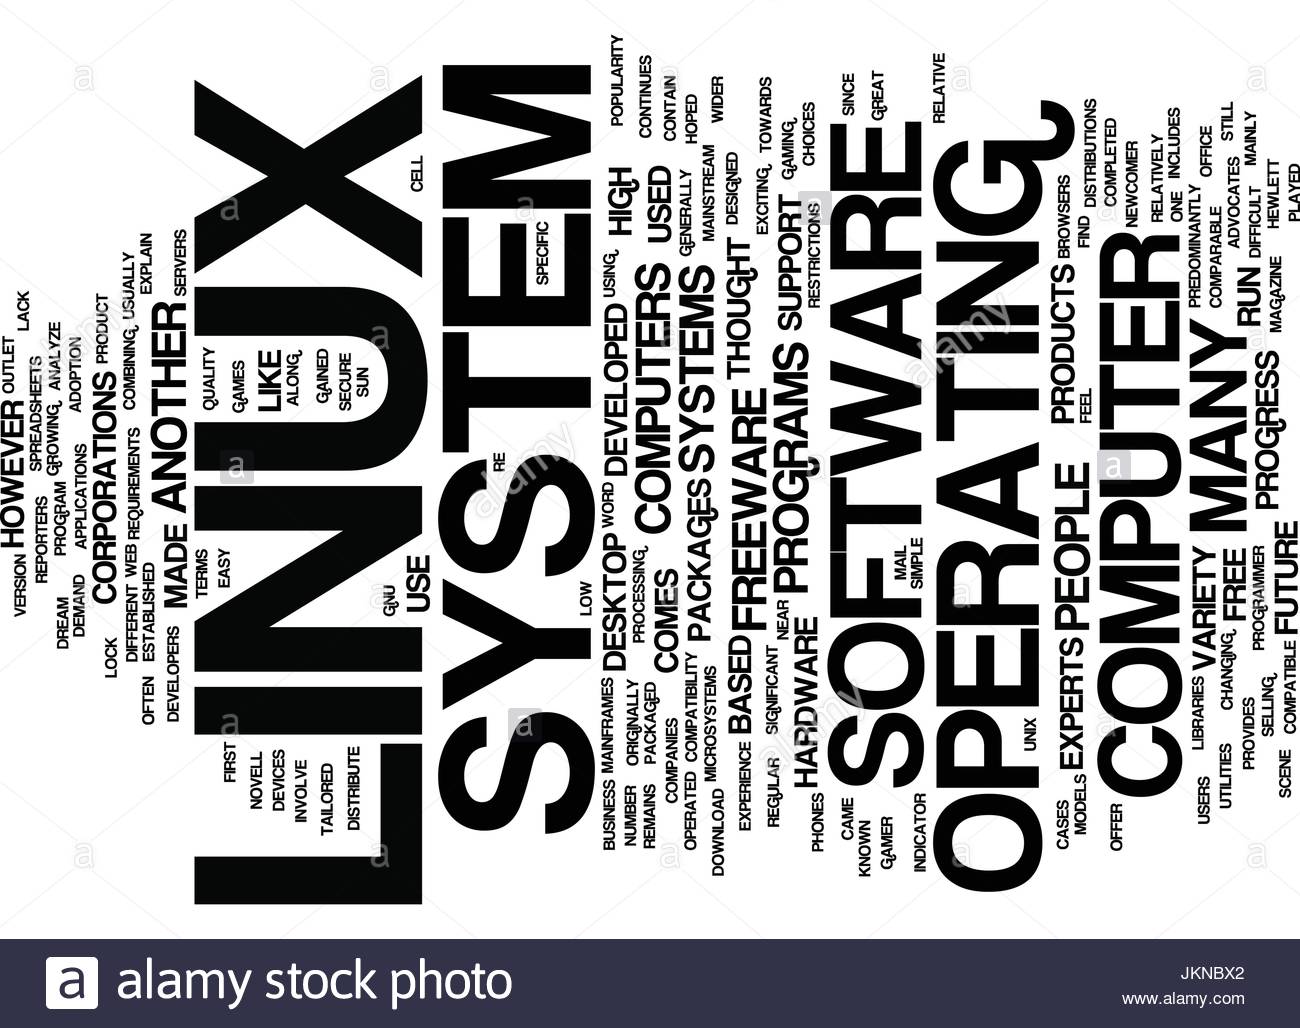 LACK
VERSION HOWEVER OUTLET
REPORTERS SPREADSHEETS
DREAM PROGRAM GROWING, ANALYZE
DEMAND APPLICATIONS ADOPTION
LOCK CORPORATIONS PRODUCT
DIFFERENT WEB REQUIREMENTS COMBINING, USUALLY
OFTEN ESTABLISHED EXPLAIN
DEVELOPERS MADE ANOTHER SERVERS
LINUX
TERMS QUALITY
EASY
FIRST GAMES
NOVELL LIKE
DEVICES ALONG,
INVOLVE
TAILORED GAINED
DISTRIBUTE SECURE
SUN
GNU
USE CELL
SYSTEM
RE
SPECIFIC
LOW
BUSINESS MAINFRAMES DESKTOP WORD DEVELOPED USING, HIGH POPULARITY
NUMBER ORIGINALLY PROCESSING, COMPUTERS USED CONTINUES
REMAINS PACKAGED
COMPANIES COMES CONTAIN
OPERATED COMPATIBILITY PACKAGES SYSTEMS GENERALLY HOPED
DOWNLOAD MICROSYSTEMS MAINSTREAM WIDER
EXPERIENCE BASED FREEWARE THOUGHT DESIGNED
REGULAR SIGNIFICANT NEAR PROGRAMS SUPPORT EXCITING, TOWARDS
GAMING,
PHONES HARDWARE RESTRICTIONS CHOICES
SOFTWARE
CAME SINCE
KNOWN GREAT
GAMER MAIL
INDICATOR SIMPLE RELATIVE
OPERATING
UNIX
CASES EXPERTS PEOPLE PRODUCTS BROWSERS
MODELS FEEL FIND DISTRIBUTIONS
OFFER COMPUTER COMPLETED
NEWCOMER
RELATIVELY
ONE INCLUDES
USERS LIBRARIES VARIETY MANY PREDOMINANTLY OFFICE
UTILITIES CHANGING, FREE RUN COMPARABLE
ADVOCATES STILL
PROVIDES PROGRAMMER PROGRESS DIFFICULT MAINLY
SELLING, FUTURE MAGAZINE HEWLETT
SCENE COMPATIBLE PLAYED
a alamy stock photo
JKNBX2
www.alamy.com
alamy